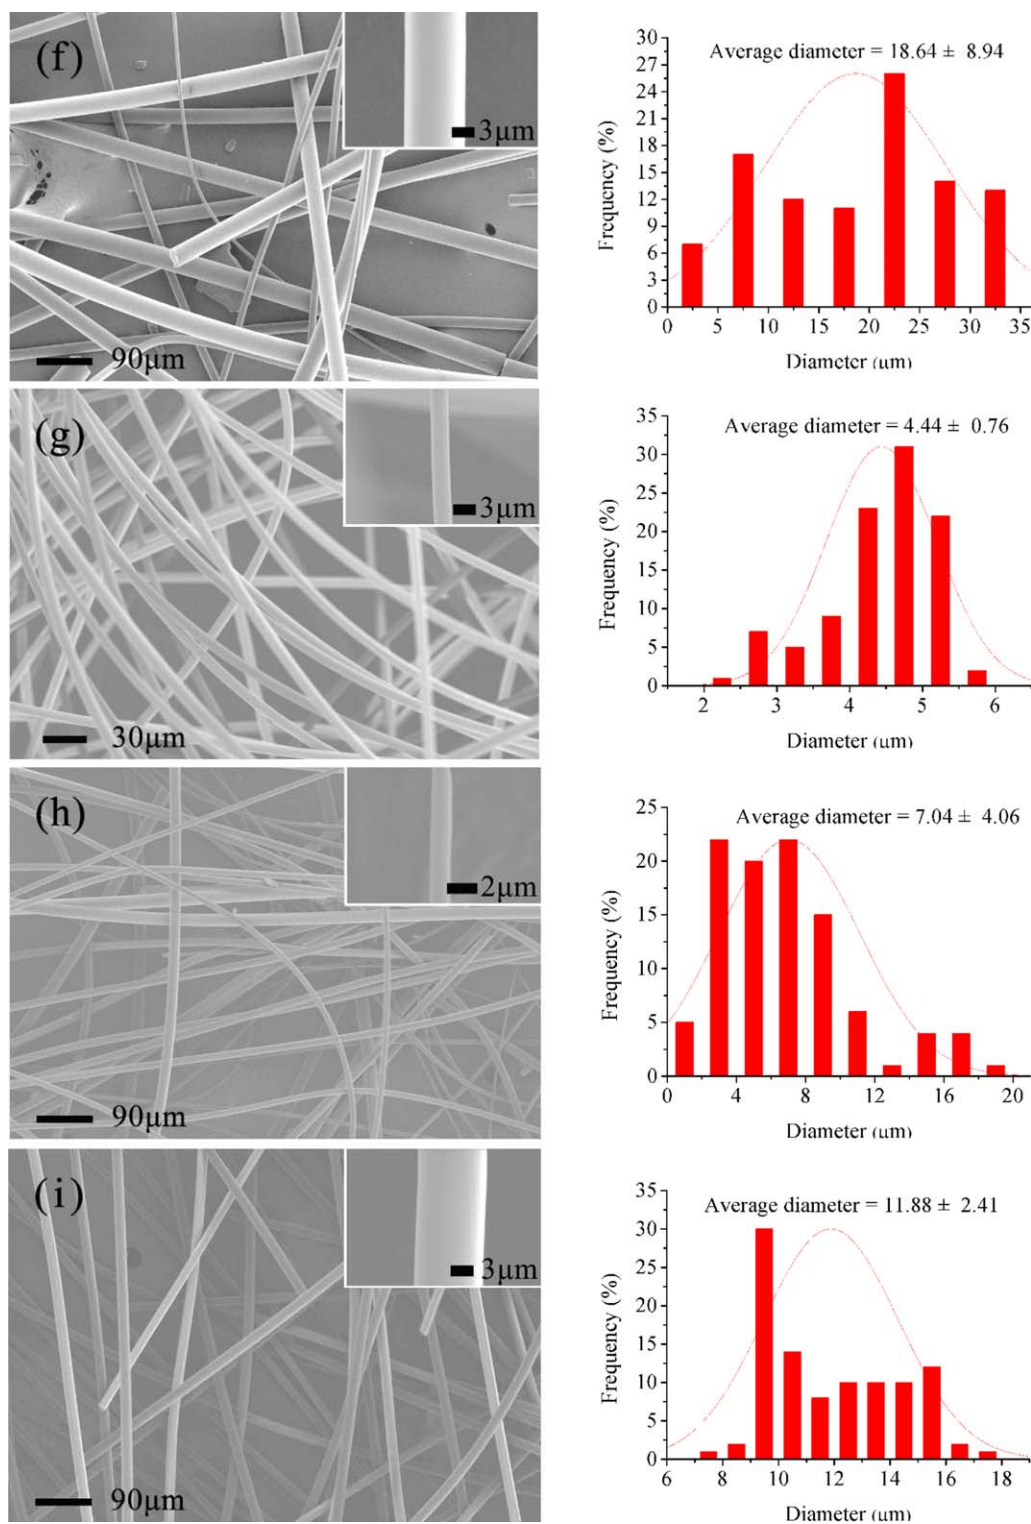 (f)
3µm
90µm
Average diameter = 18.64 ± 8.94
Frequency (%)
30
27
24
21
18
15
12
9
6
3
0
0 5 10 15 20 25 30 35
Diameter (µm)
(g)
3µm
30µm
Average diameter = 4.44 ± 0.76
Frequency (%)
35
30
25
20
15
10
5
0
2 3 4 5 6
Diameter (µm)
(h)
2µm
90µm
Average diameter = 7.04 ± 4.06
Frequency (%)
25
20
15
10
5
0
0 4 8 12 16 20
Diameter (µm)
(i)
3µm
90µm
Average diameter = 11.88 ± 2.41
Frequency (%)
35
30
25
20
15
10
5
0
6 8 10 12 14 16 18
Diameter (µm)